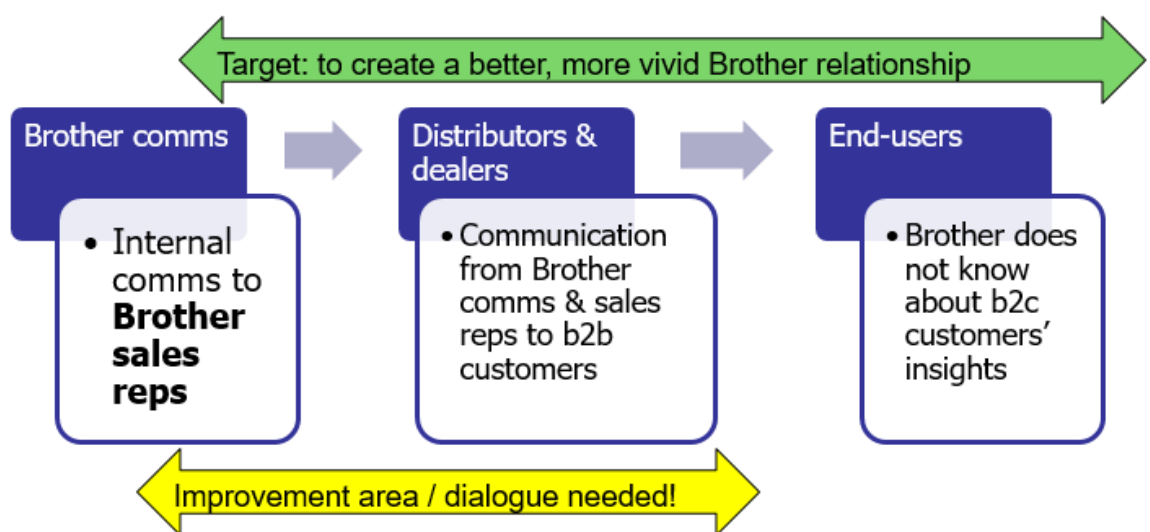 Target: to create a better, more vivid Brother relationship
Brother comms
• Internal
comms to
Brother
sales
reps
Distributors &
dealers
• Communication
from Brother
comms & sales
reps to b2b
customers
End-users
• Brother does
not know
about b2c
customers’
insights
Improvement area / dialogue needed!